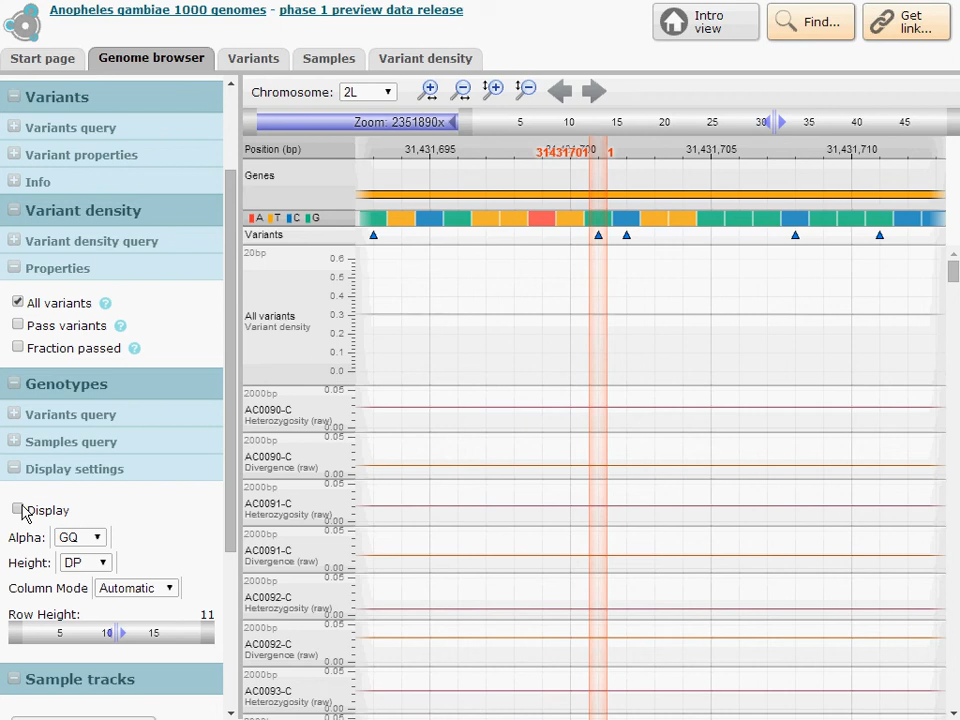 Anopheles gambiae 1000 genomes - phase 1 preview data release
Intro view
Find...
Get link...
Start page
Genome browser
Variants
Samples
Variant density
Variants
Variants query
Variant properties
Info
Variant density
Variant density query
Properties
All variants ?
Pass variants ?
Fraction passed ?
Genotypes
Variants query
Samples query
Display settings
Display
Alpha: GQ
Height: DP
Column Mode Automatic
Row Height: 11
5 10 15
Sample tracks
Chromosome: 2L
Zoom: 2351890x
5 10 15 20 25 30 35 40 45
Position (bp)
31,431,695 31431701 1 31,431,705 31,431,710
Genes
A T C G
Variants
20bp
0.6
0.5
0.4
All variants 0.3
Variant density
0.2
0.1
0.0
2000bp 0.05
AC0090-C
Heterozygosity (raw) 0.00
2000bp 0.05
AC0090-C
Divergence (raw) 0.00
2000bp 0.05
AC0091-C
Heterozygosity (raw) 0.00
2000bp 0.05
AC0091-C
Divergence (raw) 0.00
2000bp 0.05
AC0092-C
Heterozygosity (raw) 0.00
2000bp 0.05
AC0092-C
Divergence (raw) 0.00
2000bp 0.05
AC0093-C
Heterozygosity (raw) 0.00